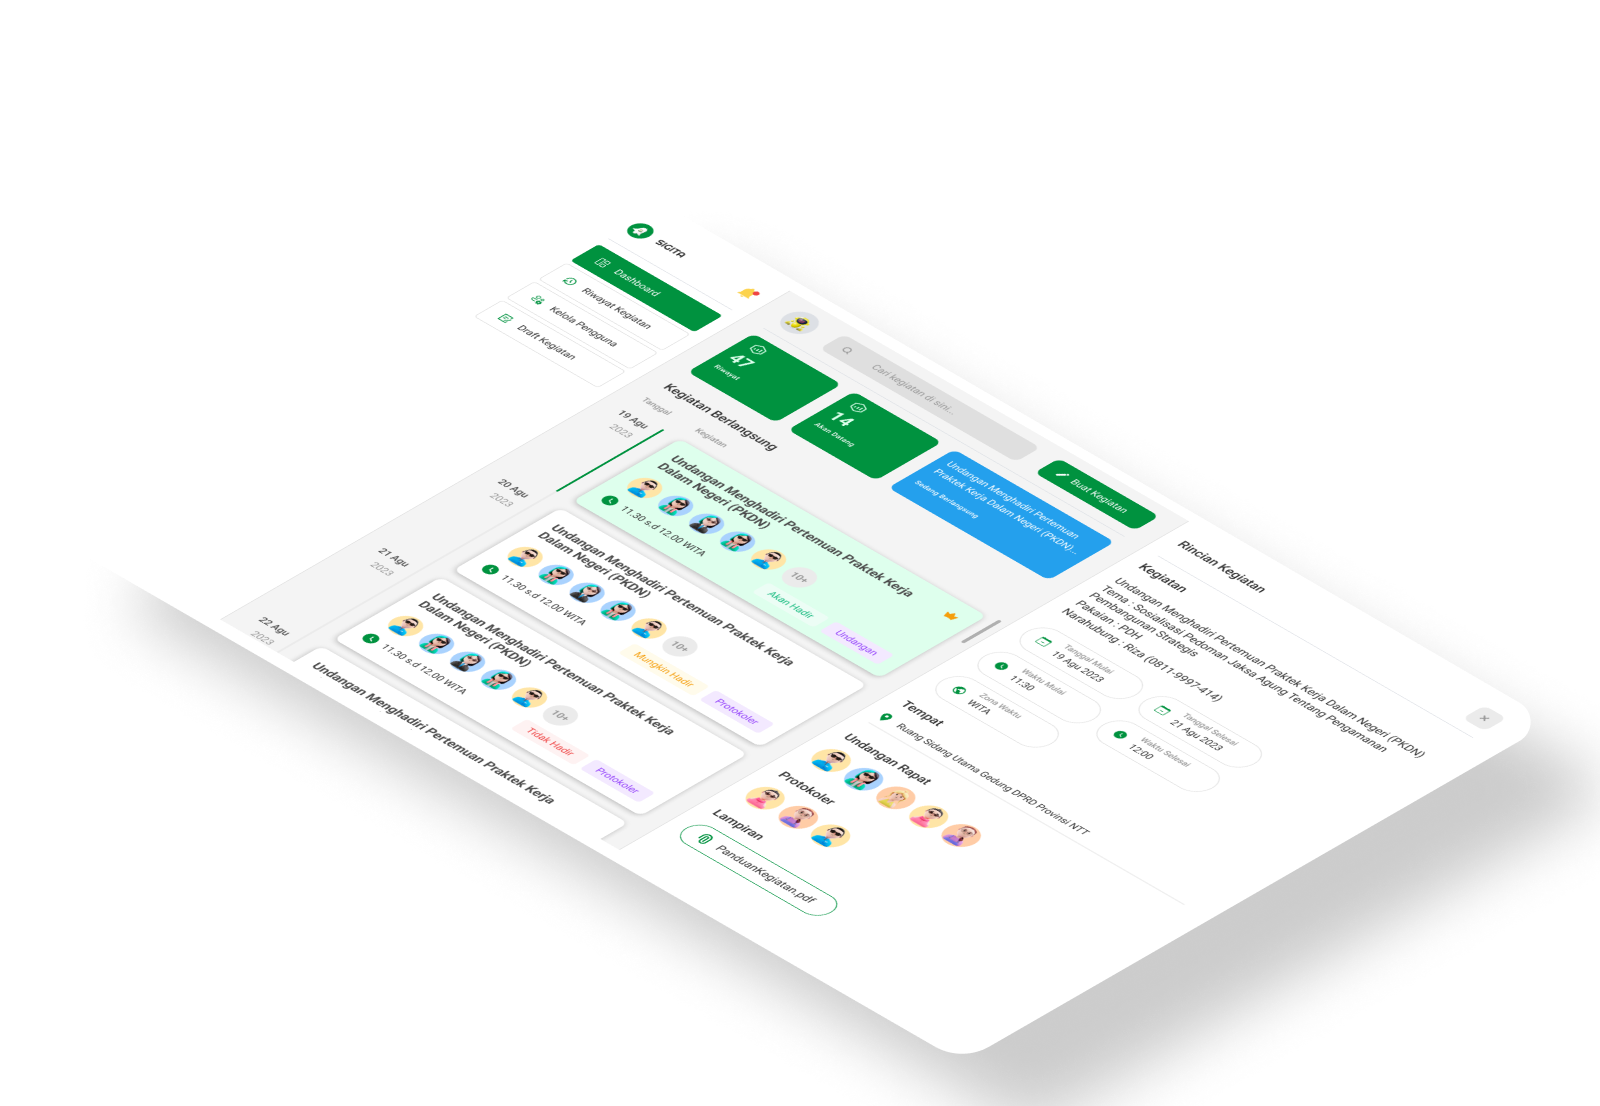 SIGITA
Dashboard
Riwayat Kegiatan
Kelola Pengguna
Draft Kegiatan
Cari kegiatan di sini...
Buat Kegiatan
47
Riwayat
14
Akan Datang
Undangan Menghadiri Pertemuan
Praktek Kerja Dalam Negeri (PKDN)...
Sedang Berlangsung
Kegiatan Berlangsung
Tanggal
Kegiatan
19 Agu
2023
Undangan Menghadiri Pertemuan Praktek Kerja
Dalam Negeri (PKDN)
10+
11.30 s.d 12.00 WITA
Akan Hadir
Undangan
20 Agu
2023
Undangan Menghadiri Pertemuan Praktek Kerja
Dalam Negeri (PKDN)
10+
11.30 s.d 12.00 WITA
Mungkin Hadir
Protokoler
21 Agu
2023
Undangan Menghadiri Pertemuan Praktek Kerja
Dalam Negeri (PKDN)
10+
11.30 s.d 12.00 WITA
Tidak Hadir
Protokoler
22 Agu
2023
Undangan Menghadiri Pertemuan Praktek Kerja
Rincian Kegiatan
Kegiatan
Undangan Menghadiri Pertemuan Praktek Kerja Dalam Negeri (PKDN)
Tema : Sosialisasi Pedoman Jaksa Agung Tentang Pengamanan
Pembangunan Strategis
Pakaian : PDH
Narahubung : Riza (0811-9997-414)
Tanggal Mulai
19 Agu 2023
Tanggal Selesai
21 Agu 2023
Waktu Mulai
11:30
Waktu Selesai
12:00
Zona Waktu
WITA
Tempat
Ruang Sidang Utama Gedung DPRD Provinsi NTT
Undangan Rapat
Protokoler
Lampiran
PanduanKegiatan.pdf